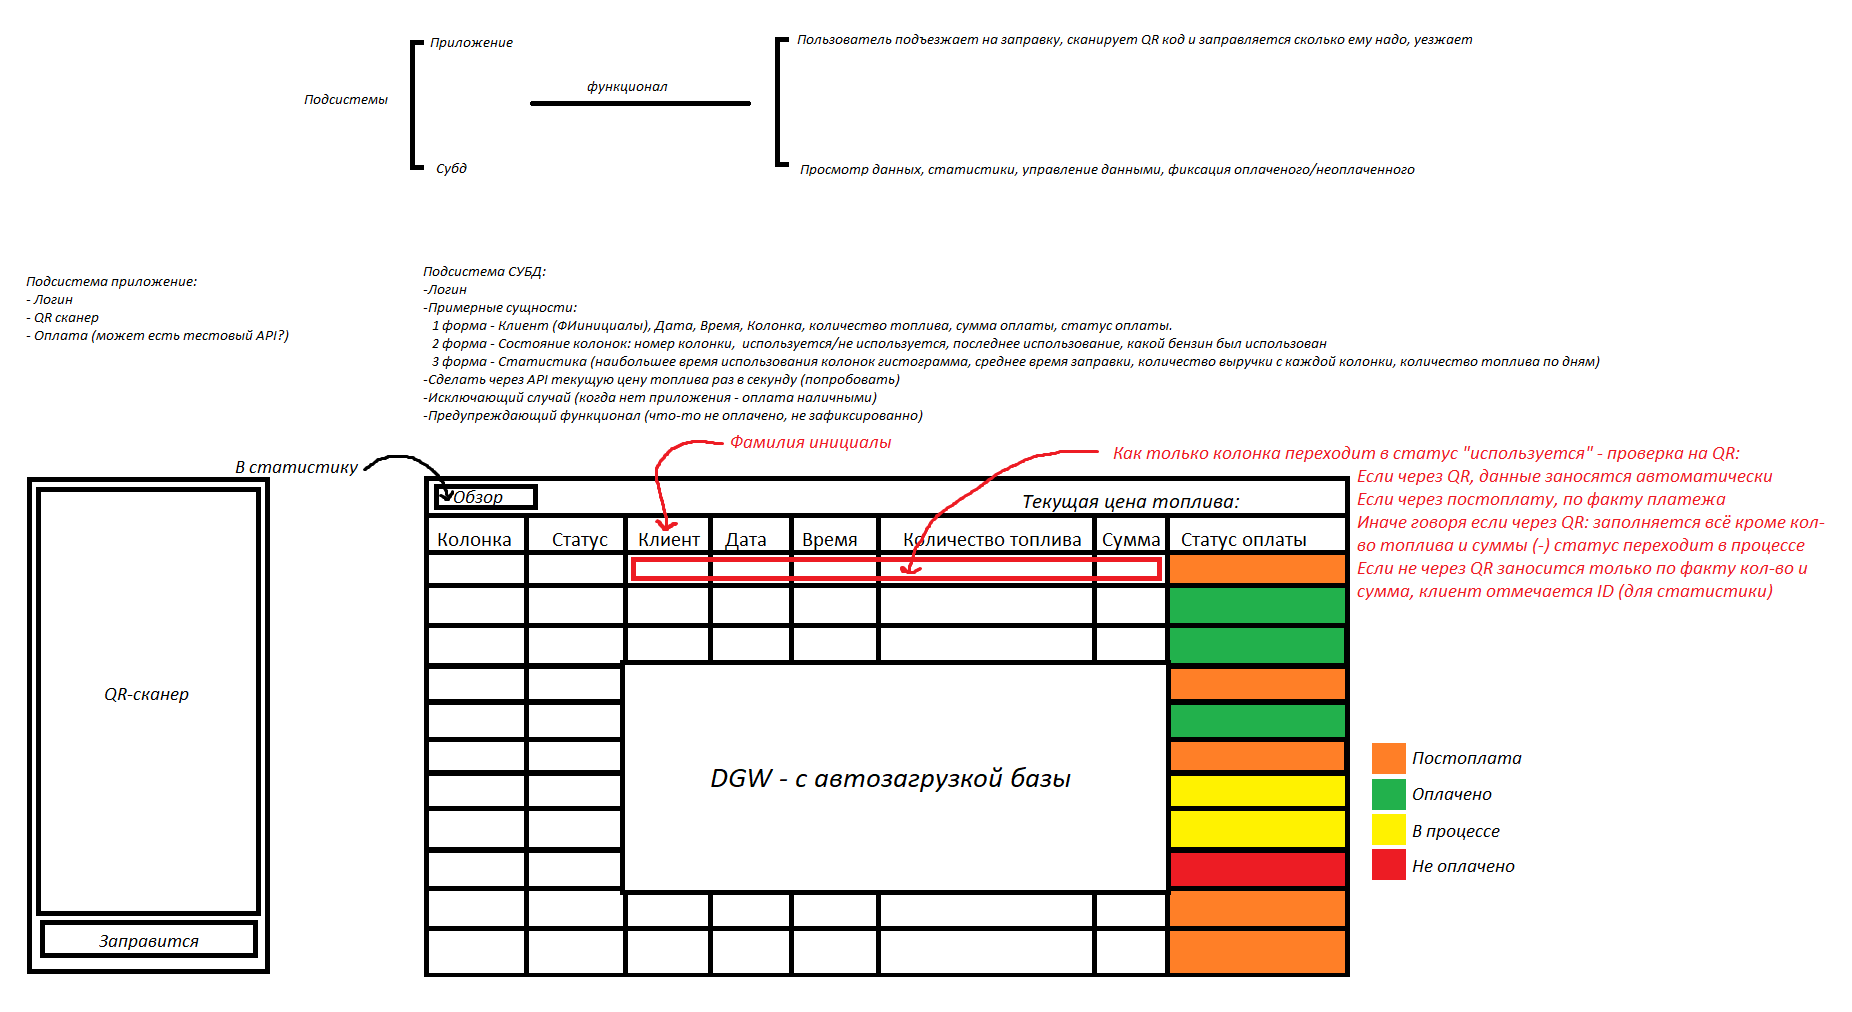 Приложение
Подсистемы
Субд
функционал
Пользователь подъезжает на заправку, сканирует QR код и заправляется сколько ему надо, уезжает
Просмотр данных, статистики, управление данными, фиксация оплаченого/неоплаченного
Подсистема приложение:
- Логин
- QR сканер
- Оплата (может есть тестовый API?)
Подсистема СУБД:
-Логин
-Примерные сущности:
1 форма - Клиент (ФИинициалы), Дата, Время, Колонка, количество топлива, сумма оплаты, статус оплаты.
2 форма - Состояние колонок: номер колонки, используется/не используется, последнее использование, какой бензин был использован
3 форма - Статистика (наибольшее время использования колонок гистограмма, среднее время заправки, количество выручки с каждой колонки, количество топлива по дням)
-Сделать через API текущую цену топлива раз в секунду (попробовать)
-Исключающий случай (когда нет приложения - оплата наличными)
-Предупреждающий функционал (что-то не оплачено, не зафиксированно)
Фамилия инициалы
В статистику
Как только колонка переходит в статус "используется" - проверка на QR:
Если через QR, данные заносятся автоматически
Если через постоплату, по факту платежа
Иначе говоря если через QR: заполняется всё кроме кол-
во топлива и суммы (-) статус переходит в процессе
Если не через QR заносится только по факту кол-во и
сумма, клиент отмечается ID (для статистики)
QR-сканер
Заправится
Обзор
Текущая цена топлива:
Колонка Статус Клиент Дата Время Количество топлива Сумма Статус оплаты
DGW - с автозагрузкой базы
Постоплата
Оплачено
В процессе
Не оплачено